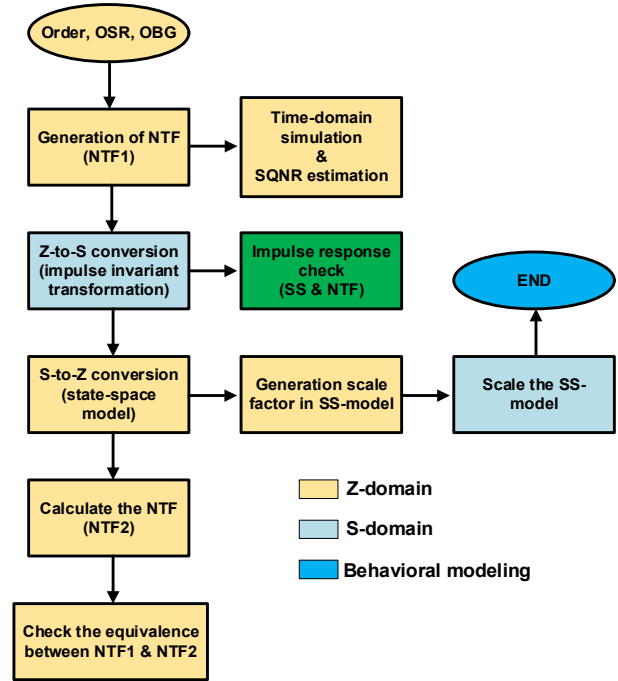 Order, OSR, OBG
Generation of NTF
(NTF1)
Time-domain
simulation
&
SQNR estimation
Z-to-S conversion
(impulse invariant
transformation)
Impulse response
check
(SS & NTF)
END
S-to-Z conversion
(state-space
model)
Generation scale
factor in SS-model
Scale the SS-
model
Calculate the NTF
(NTF2)
Z-domain
S-domain
Behavioral modeling
Check the equivalence
between NTF1 & NTF2